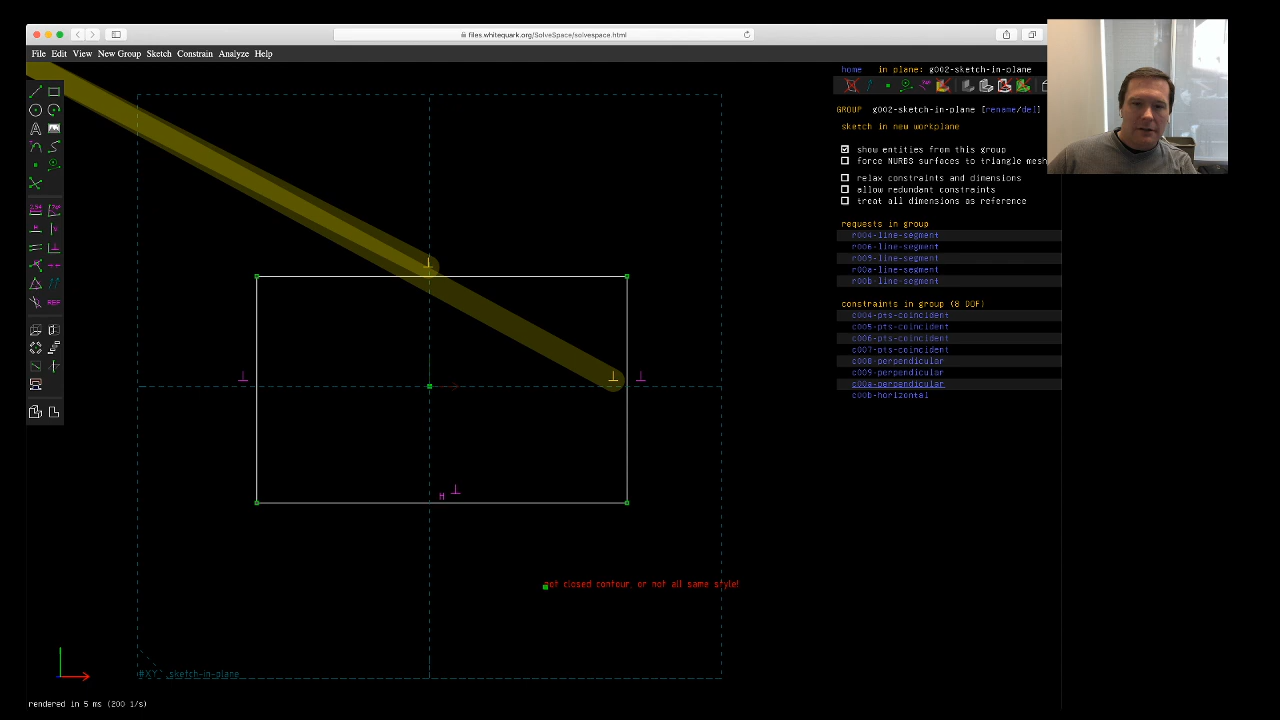 files.whitequark.org/SolveSpace/solvespace.html
File Edit View New Group Sketch Constrain Analyze Help
home in plane: g002-sketch-in-plane
GROUP g002-sketch-in-plane [rename/del]
sketch in new workplane
show entities from this group
force NURBS surfaces to triangle mesh
relax constraints and dimensions
allow redundant constraints
treat all dimensions as reference
requests in group
r004-line-segment
r006-line-segment
r009-line-segment
r00a-line-segment
r00b-line-segment
constraints in group (8 DOF)
c004-pts-coincident
c005-pts-coincident
c006-pts-coincident
c007-pts-coincident
c008-perpendicular
c009-perpendicular
c00a-perpendicular
c00b-horizontal
H
not closed contour, or not all same style!
#XY sketch-in-plane
rendered in 5 ms (200 1/s)